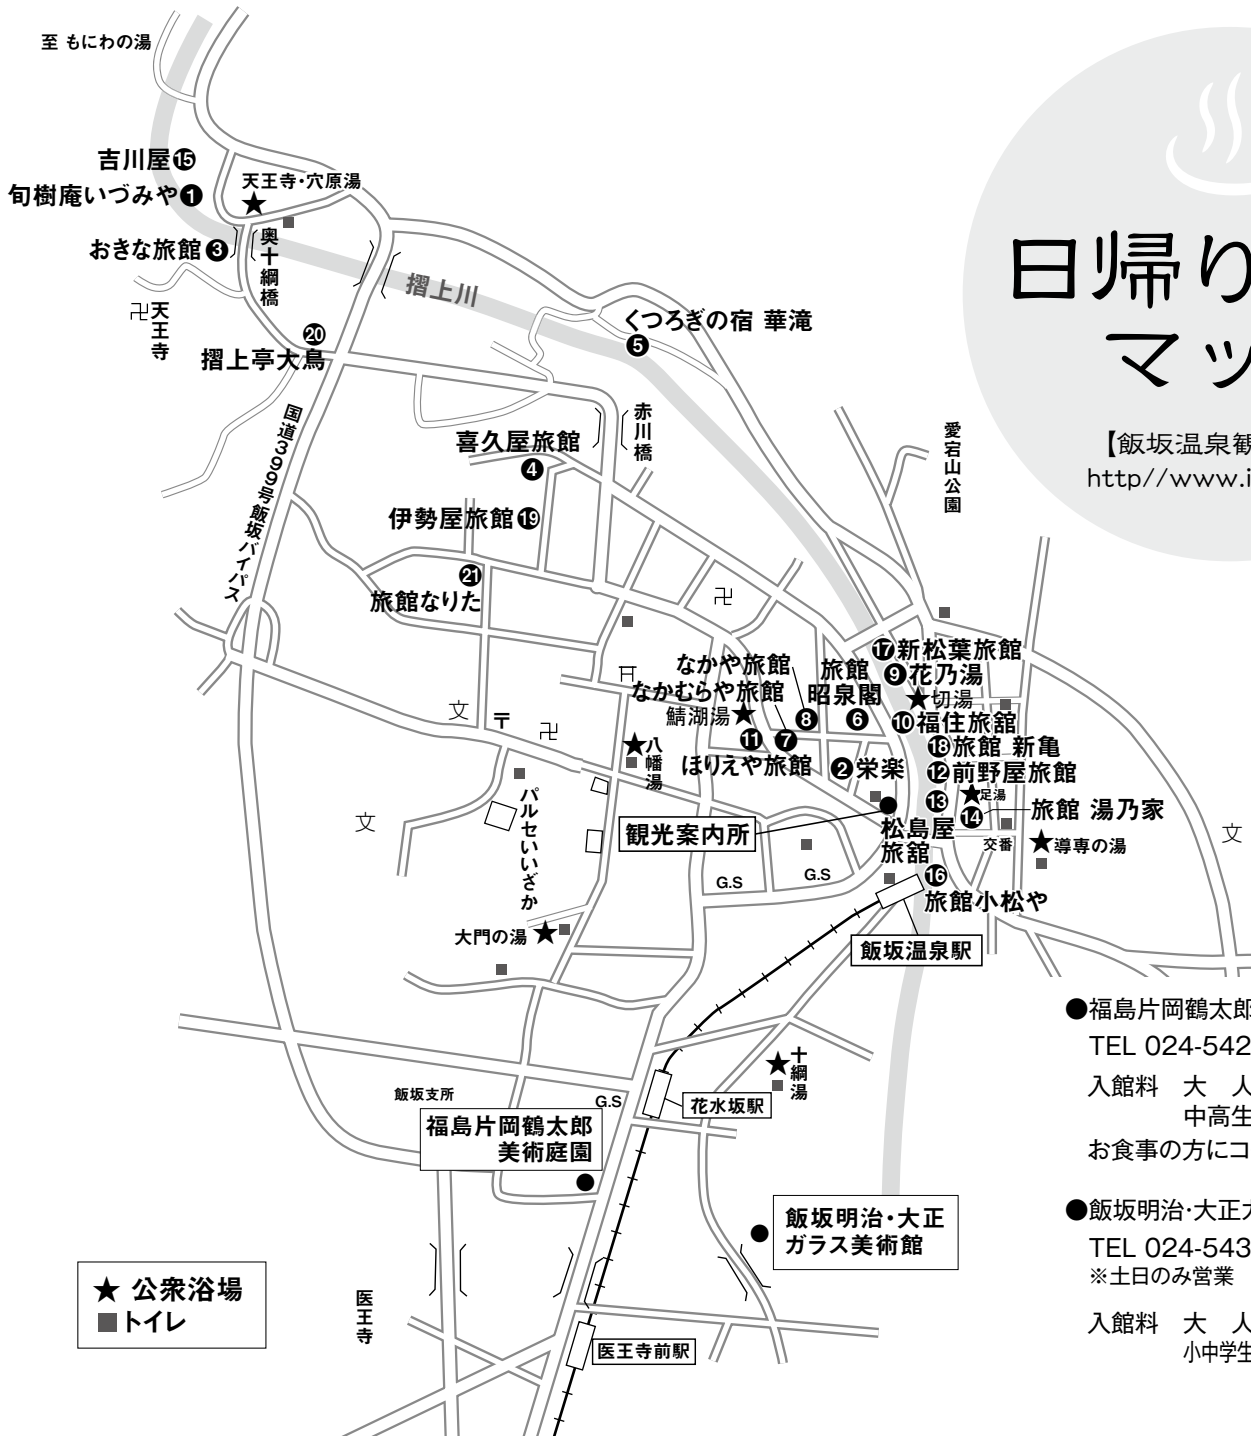 至 もにわの湯
吉川屋⑮
旬樹庵いづみや❶
天王寺・穴原湯
おきな旅館❸
奥十綱橋
摺上川
卍天王寺
⑳
摺上亭大鳥
くつろぎの宿 華滝
❺
日帰り
マッ
【飯坂温泉観
http//www.i
国道399号飯坂バイパス
赤川橋
喜久屋旅館
❹
愛宕山公園
伊勢屋旅館⑲
㉑
旅館なりた
卍
⑰新松葉旅館
なかや旅館
旅館
昭泉閣
❾花乃湯
なかむらや旅館
切湯
鯖湖湯
❽
❻
❿福住旅舘
文
〒
卍
八幡湯
⑪
❼
⑱旅館 新亀
ほりえや旅館
❷栄楽
⑫前野屋旅館
足湯
⑬
⑭
旅館 湯乃家
パルセいいざか
文
観光案内所
松島屋
旅舘
交番
導専の湯
文
G.S
G.S
⑯
旅館小松や
大門の湯
飯坂温泉駅
●福島片岡鶴太郎
TEL 024-542
入館料 大 人
中高生
お食事の方にコ
十綱湯
飯坂支所
G.S
花水坂駅
福島片岡鶴太郎
美術庭園
●飯坂明治・大正ガ
TEL 024-543
※土日のみ営業
入館料 大 人
小中学生
飯坂明治・大正
ガラス美術館
★ 公衆浴場
■トイレ
医王寺
医王寺前駅